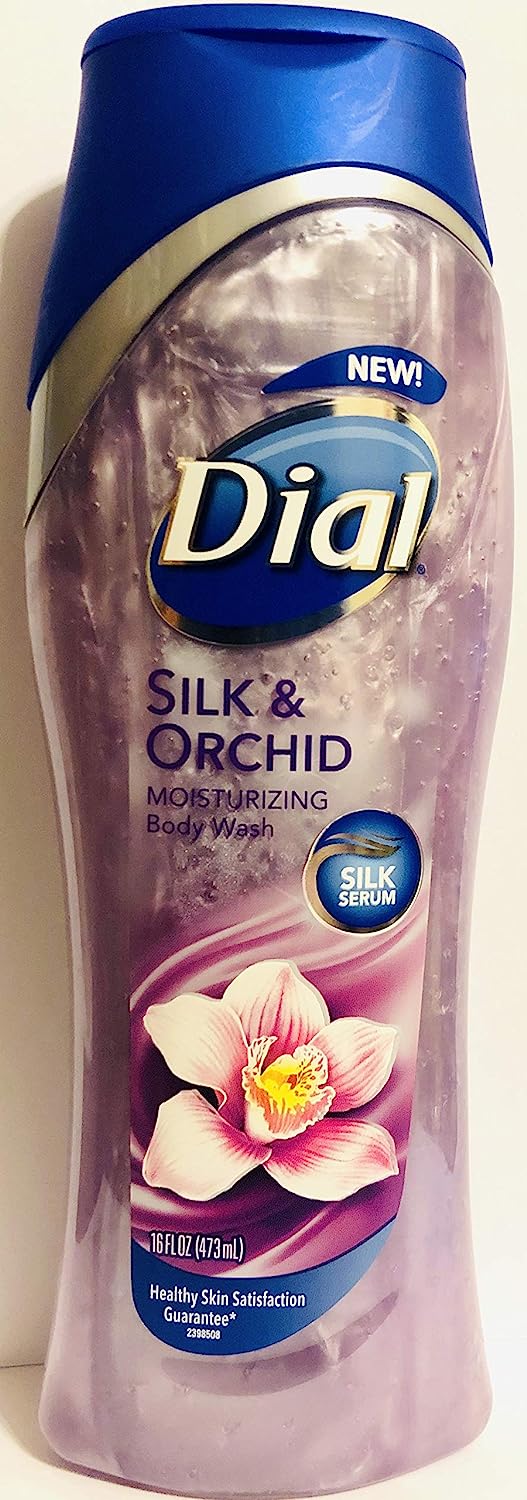 NEW!
Dial®
SILK &
ORCHID
MOISTURIZING
Body Wash
SILK
SERUM
16 FL OZ (473 mL)
Healthy Skin Satisfaction
Guarantee*
2398508